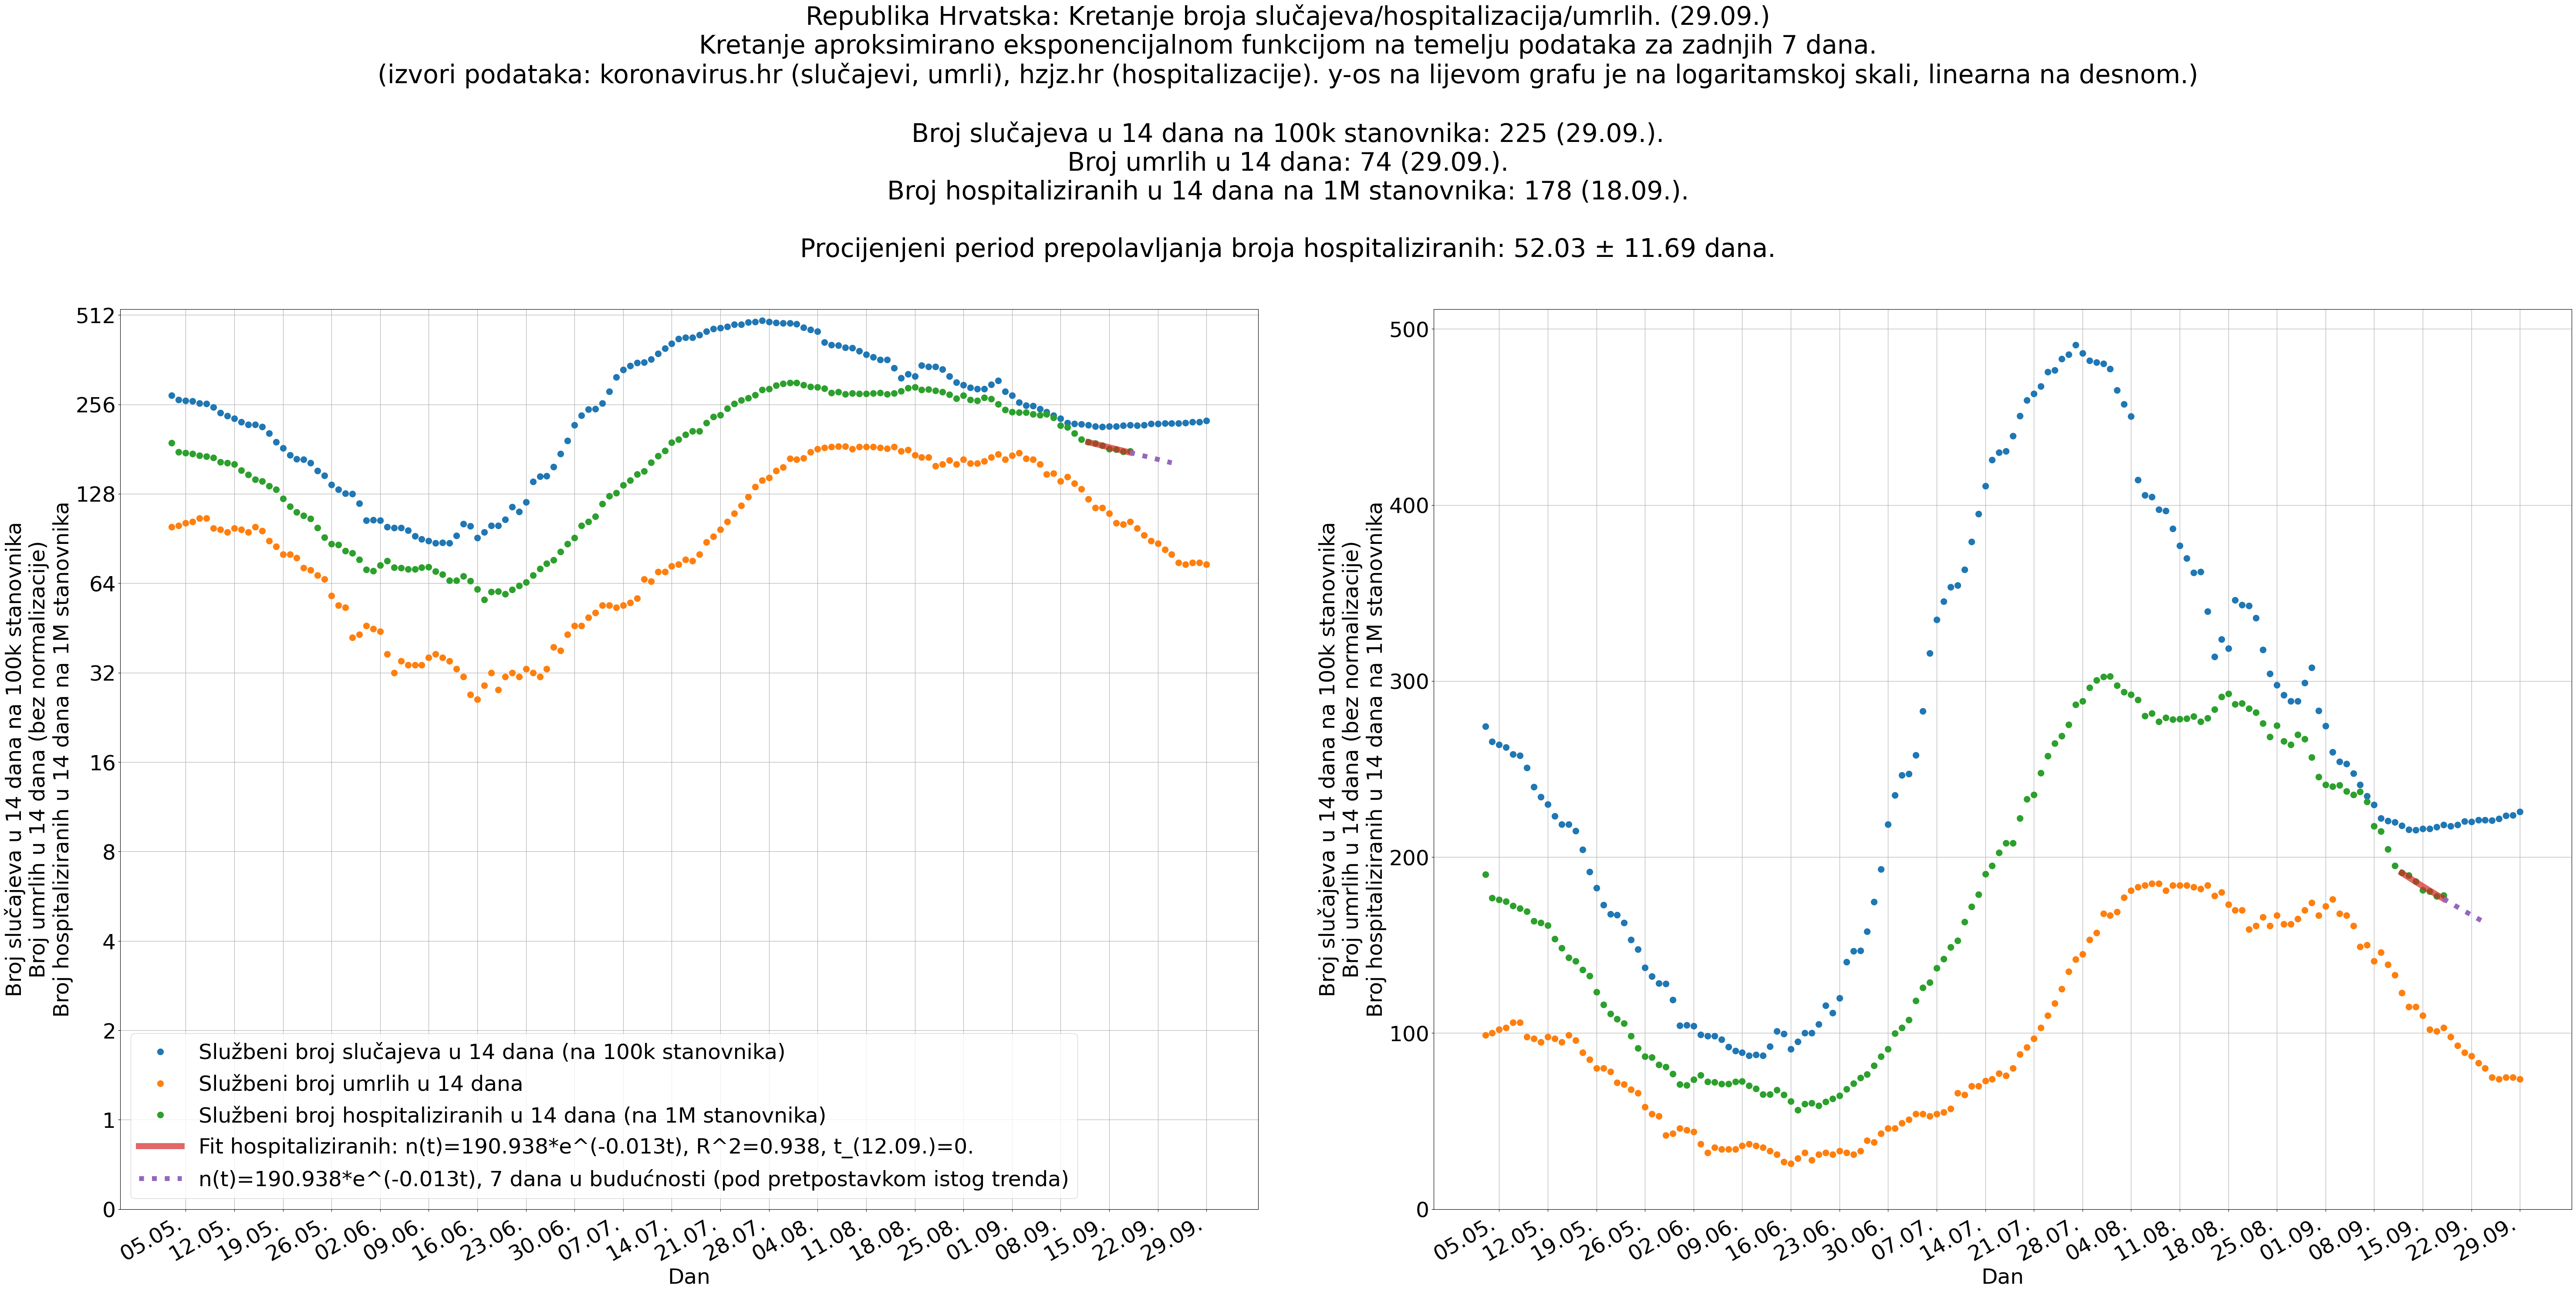 Republika Hrvatska: Kretanje broja slučajeva/hospitalizacija/umrlih. (29.09.)
Kretanje aproksimirano eksponencijalnom funkcijom na temelju podataka za zadnjih 7 dana.
(izvori podataka: koronavirus.hr (slučajevi, umrli), hzjz.hr (hospitalizacije). y-os na lijevom grafu je na logaritamskoj skali, linearna na desnom.)
Broj slučajeva u 14 dana na 100k stanovnika: 225 (29.09.).
Broj umrlih u 14 dana: 74 (29.09.).
Broj hospitaliziranih u 14 dana na 1M stanovnika: 178 (18.09.).
Procijenjeni period prepolavljanja broja hospitaliziranih: 52.03 ± 11.69 dana.
Broj slučajeva u 14 dana na 100k stanovnika
Broj umrlih u 14 dana (bez normalizacije)
Broj hospitaliziranih u 14 dana na 1M stanovnika
512
256
128
64
32
16
8
4
2
1
0
Službeni broj slučajeva u 14 dana (na 100k stanovnika)
Službeni broj umrlih u 14 dana
Službeni broj hospitaliziranih u 14 dana (na 1M stanovnika)
Fit hospitaliziranih: n(t)=190.938*e^(-0.013t), R^2=0.938, t_(12.09.)=0.
n(t)=190.938*e^(-0.013t), 7 dana u budućnosti (pod pretpostavkom istog trenda)
05.05. 12.05. 19.05. 26.05. 02.06. 09.06. 16.06. 23.06. 30.06. 07.07. 14.07. 21.07. 28.07. 04.08. 11.08. 18.08. 25.08. 01.09. 08.09. 15.09. 22.09. 29.09.
Dan
Broj slučajeva u 14 dana na 100k stanovnika
Broj umrlih u 14 dana (bez normalizacije)
Broj hospitaliziranih u 14 dana na 1M stanovnika
500
400
300
200
100
0
05.05. 12.05. 19.05. 26.05. 02.06. 09.06. 16.06. 23.06. 30.06. 07.07. 14.07. 21.07. 28.07. 04.08. 11.08. 18.08. 25.08. 01.09. 08.09. 15.09. 22.09. 29.09.
Dan